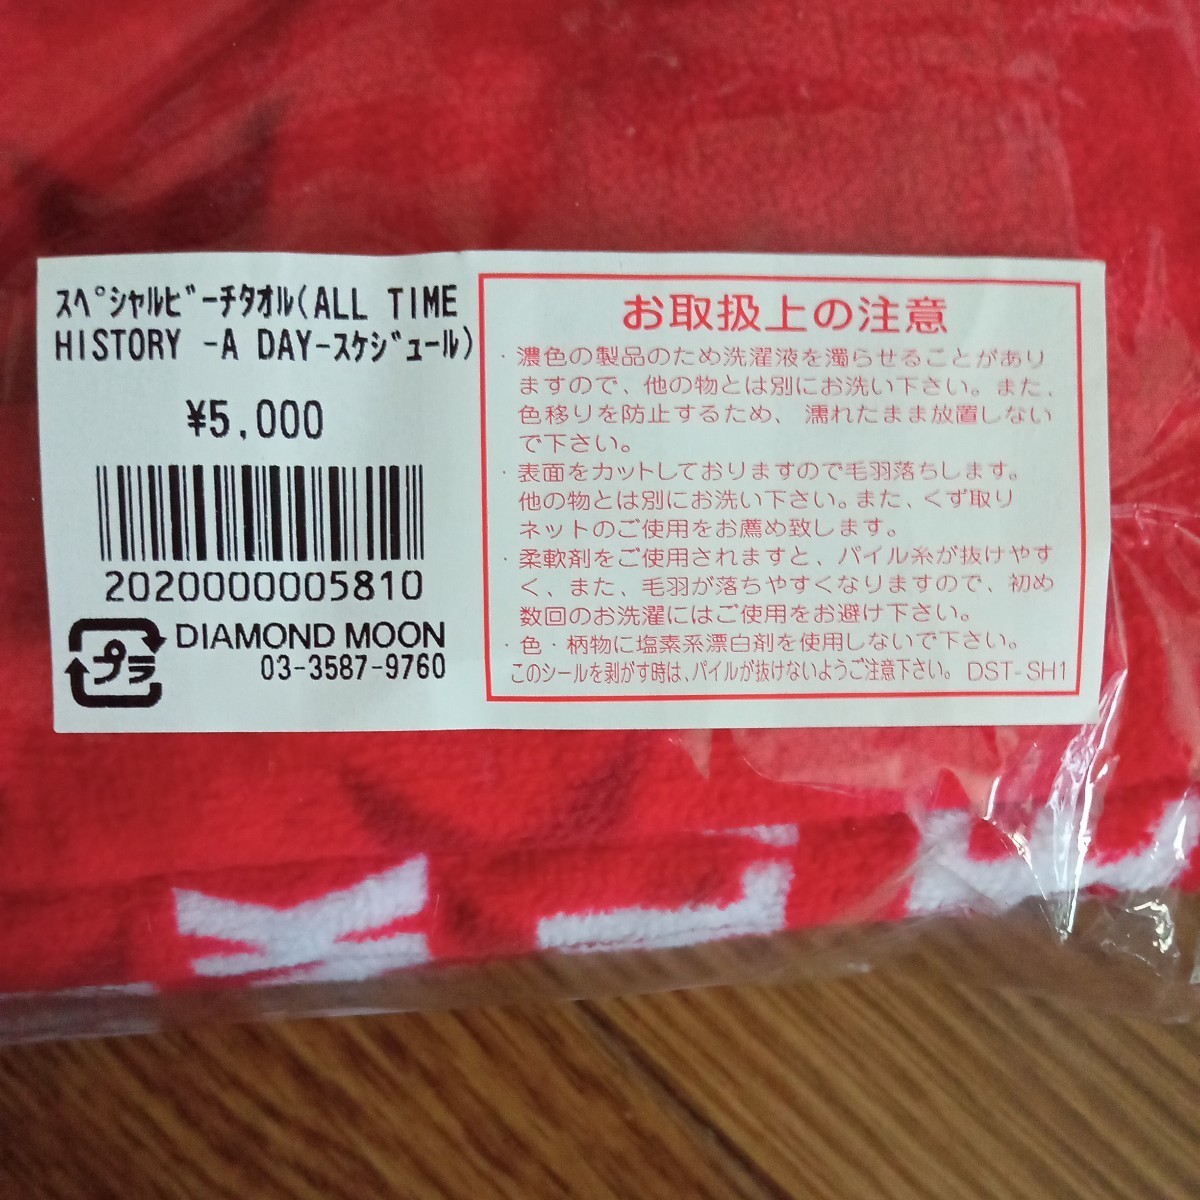 スペシャルビーチタオル(ALL TIME
HISTORY -A DAY-スケジュール)
¥5,000
2020000005810
プラ
DIAMOND MOON
03-3587-9760
お取扱上の注意
・濃色の製品のため洗濯液を濁らせることがあり
ますので、他の物とは別にお洗い下さい。また、
色移りを防止するため、濡れたまま放置しない
で下さい。
・表面をカットしておりますので毛羽落ちします。
他の物とは別にお洗い下さい。また、くず取り
ネットのご使用をお薦め致します。
・柔軟剤をご使用されますと、パイル糸が抜けやす
く、また、毛羽が落ちやすくなりますので、初め
数回のお洗濯にはご使用をお避け下さい。
・色・柄物に塩素系漂白剤を使用しないで下さい。
このシールを剥がす時は、パイルが抜けないようご注意下さい。 DST-SH1